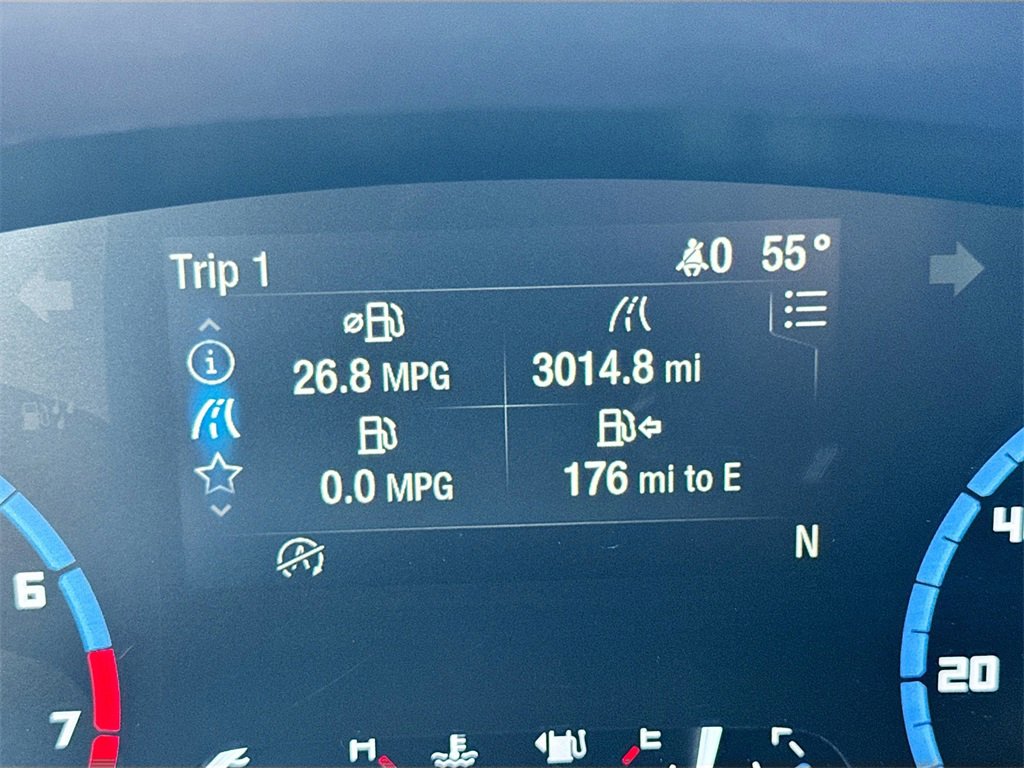 Trip 1
0 55°
26.8 MPG
3014.8 mi
0.0 MPG
176 mi to E
A
N
6
7
4
20
H
E